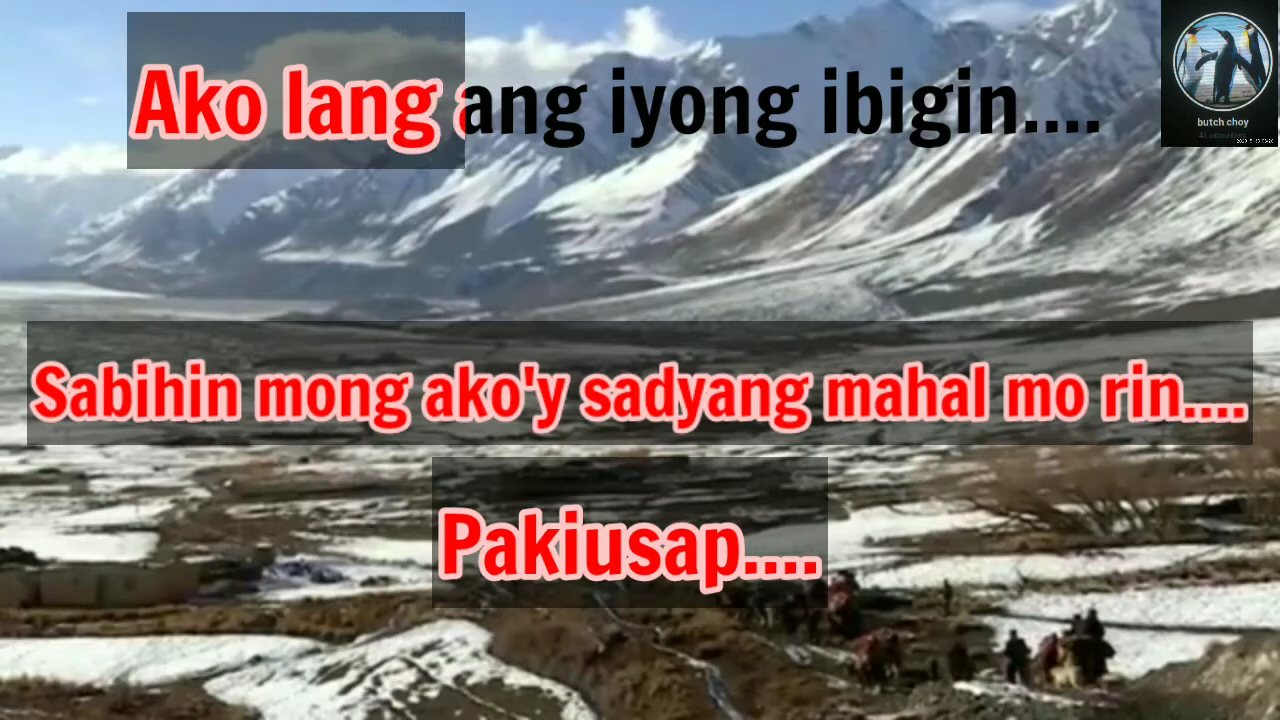 Ako lang ang iyong ibigin....
butch choy
Sabihin mong ako'y sadyang mahal mo rin....
Pakiusap....